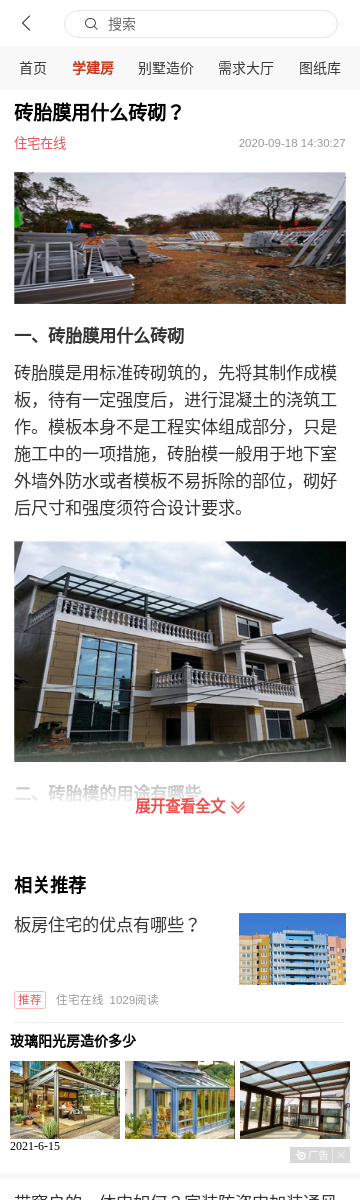 搜索
首页 学建房 别墅造价 需求大厅 图纸库
砖胎膜用什么砖砌？
住宅在线 2020-09-18 14:30:27
一、砖胎膜用什么砖砌
砖胎膜是用标准砖砌筑的，先将其制作成模
板，待有一定强度后，进行混凝土的浇筑工
作。模板本身不是工程实体组成部分，只是
施工中的一项措施，砖胎模一般用于地下室
外墙外防水或者模板不易拆除的部位，砌好
后尺寸和强度须符合设计要求。
二、砖胎模的用途有哪些
展开查看全文
相关推荐
板房住宅的优点有哪些？
推荐 住宅在线 1029阅读
玻璃阳光房造价多少
2021-6-15
广告